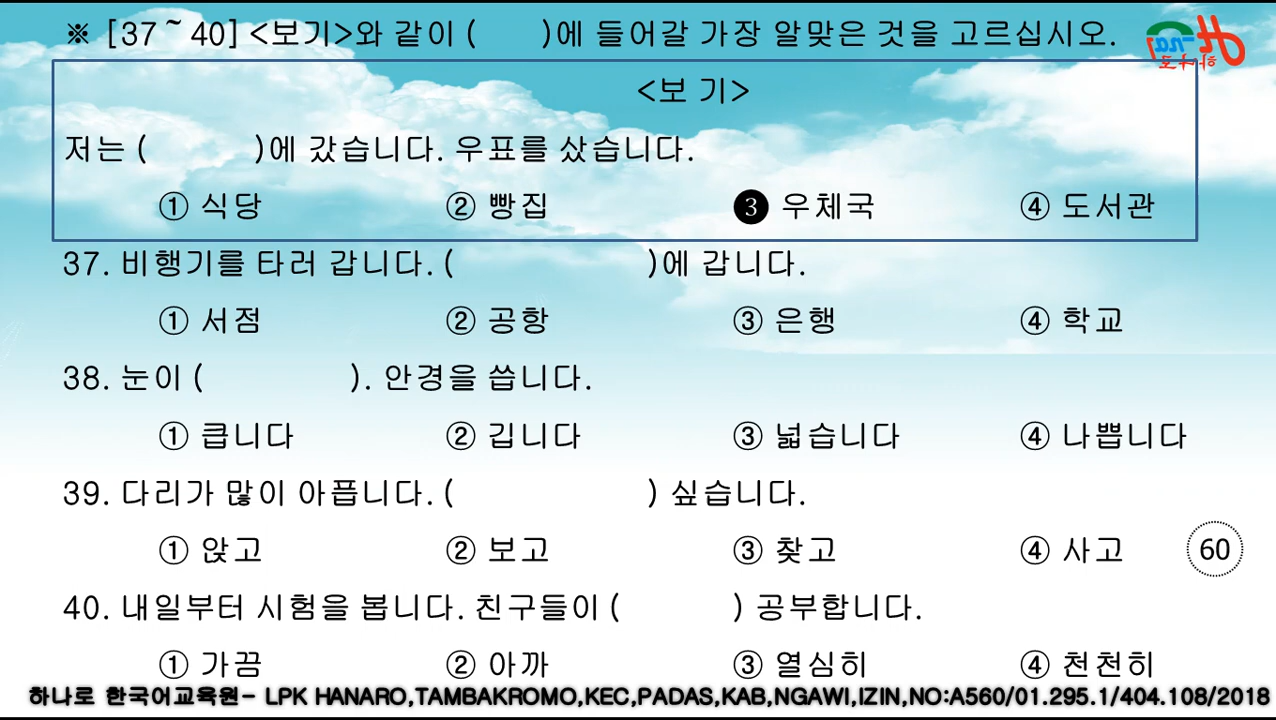 ※ [37 ~ 40] <보기>와 같이 ( )에 들어갈 가장 알맞은 것을 고르십시오.
<보 기>
저는 ( )에 갔습니다. 우표를 샀습니다.
① 식당 ② 빵집 ❸ 우체국 ④ 도서관
37. 비행기를 타러 갑니다. ( )에 갑니다.
① 서점 ② 공항 ③ 은행 ④ 학교
38. 눈이 ( ). 안경을 씁니다.
① 큽니다 ② 깁니다 ③ 넓습니다 ④ 나쁩니다
39. 다리가 많이 아픕니다. ( ) 싶습니다.
① 앉고 ② 보고 ③ 찾고 ④ 사고
60
40. 내일부터 시험을 봅니다. 친구들이 ( ) 공부합니다.
① 가끔 ② 아까 ③ 열심히 ④ 천천히
하나로 한국어교육원- LPK HANARO,TAMBAKROMO,KEC,PADAS,KAB,NGAWI,IZIN,NO:A560/01.295.1/404.108/2018